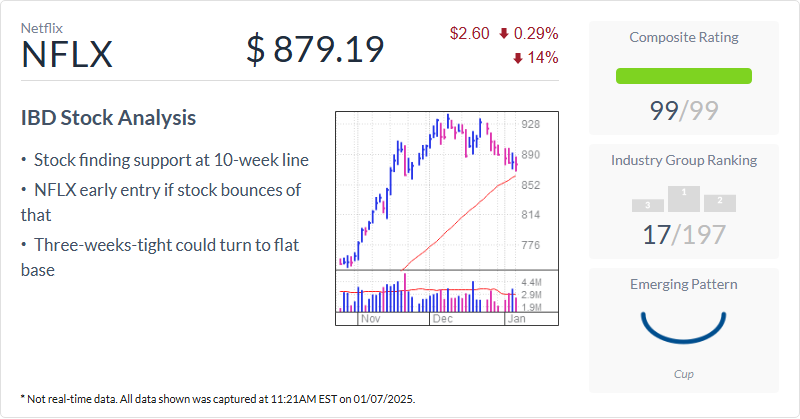 Netflix
NFLX
$ 879.19
$2.60 0.29%
14%
IBD Stock Analysis
• Stock finding support at 10-week line
• NFLX early entry if stock bounces of
that
• Three-weeks-tight could turn to flat
base
928
890
852
814
776
4.4M
2.9M
1.9M
Nov Dec Jan
Composite Rating
99/99
Industry Group Ranking
3 1 2
17/197
Emerging Pattern
Cup
* Not real-time data. All data shown was captured at 11:21AM EST on 01/07/2025.